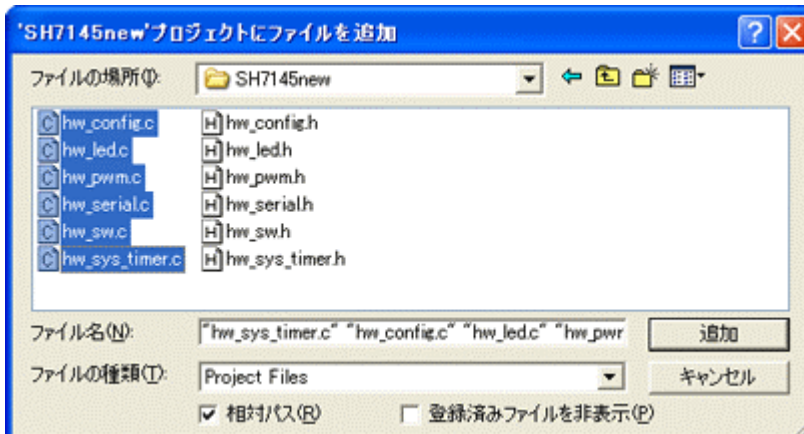 'SH7145new'プロジェクトにファイルを追加
ファイルの場所(I): SH7145new
hw_config.c hw_config.h
hw_led.c hw_led.h
hw_pwm.c hw_pwm.h
hw_serial.c hw_serial.h
hw_sw.c hw_sw.h
hw_sys_timer.c hw_sys_timer.h
ファイル名(N): "hw_sys_timer.c" "hw_config.c" "hw_led.c" "hw_pwr 追加
ファイルの種類(T): Project Files キャンセル
相対パス(R) 登録済みファイルを非表示(P)